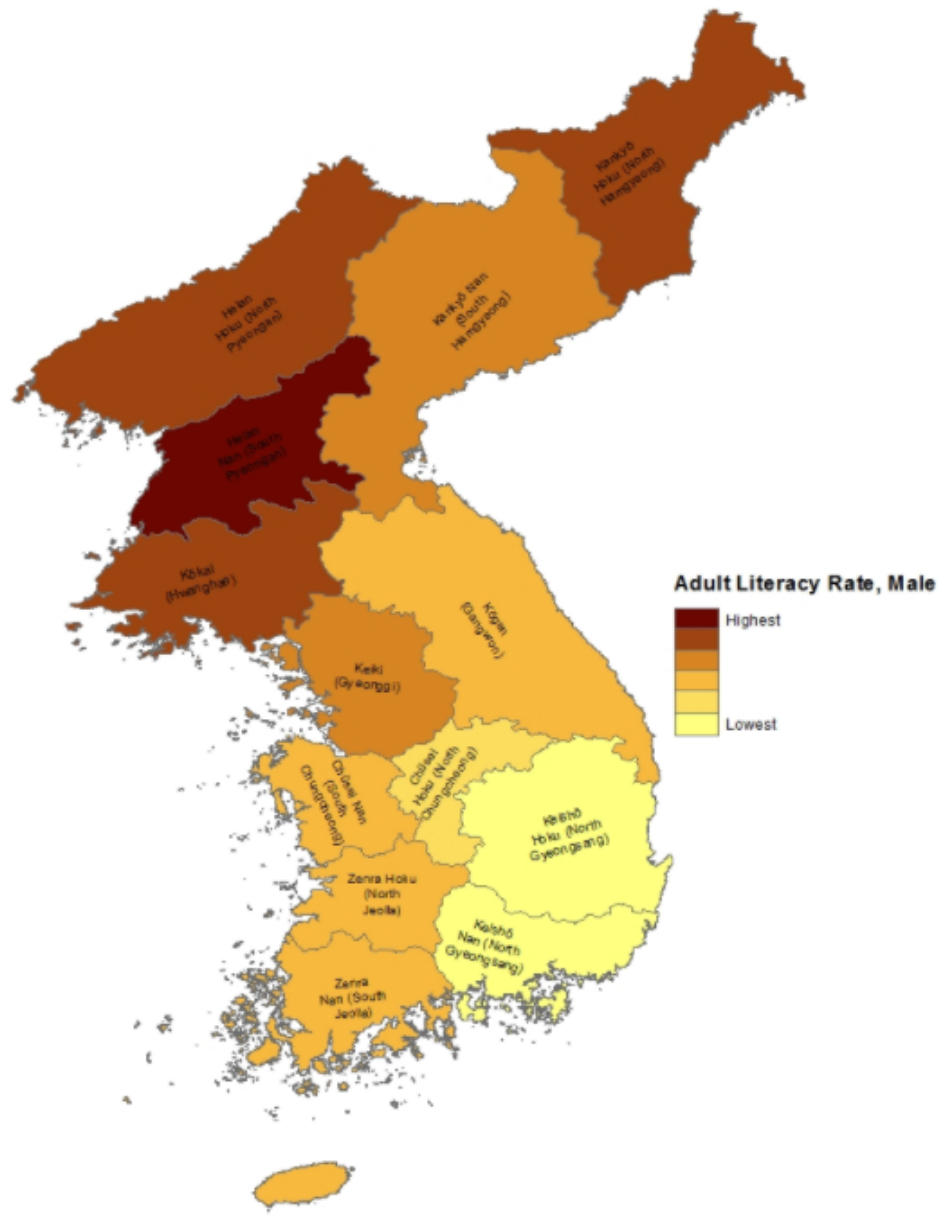 Kankyō
Hoku (North
Hamgyeong)
Heian
Hoku (North
Pyeongan)
Kankyō Nan
(South
Hamgyeong)
Heian
Nan (South
Pyeongan)
Kōkai
(Hwanghae)
Kōgen
(Gangwon)
Adult Literacy Rate, Male
Highest
Lowest
Keiki
(Gyeonggi)
Chūsei Nan
(South
Chungcheong)
Chūsei
Hoku (North
Chungcheong)
Keishō
Hoku (North
Gyeongsang)
Zenra Hoku
(North
Jeolla)
Keishō
Nan (North
Gyeongsang)
Zenra
Nan (South
Jeolla)